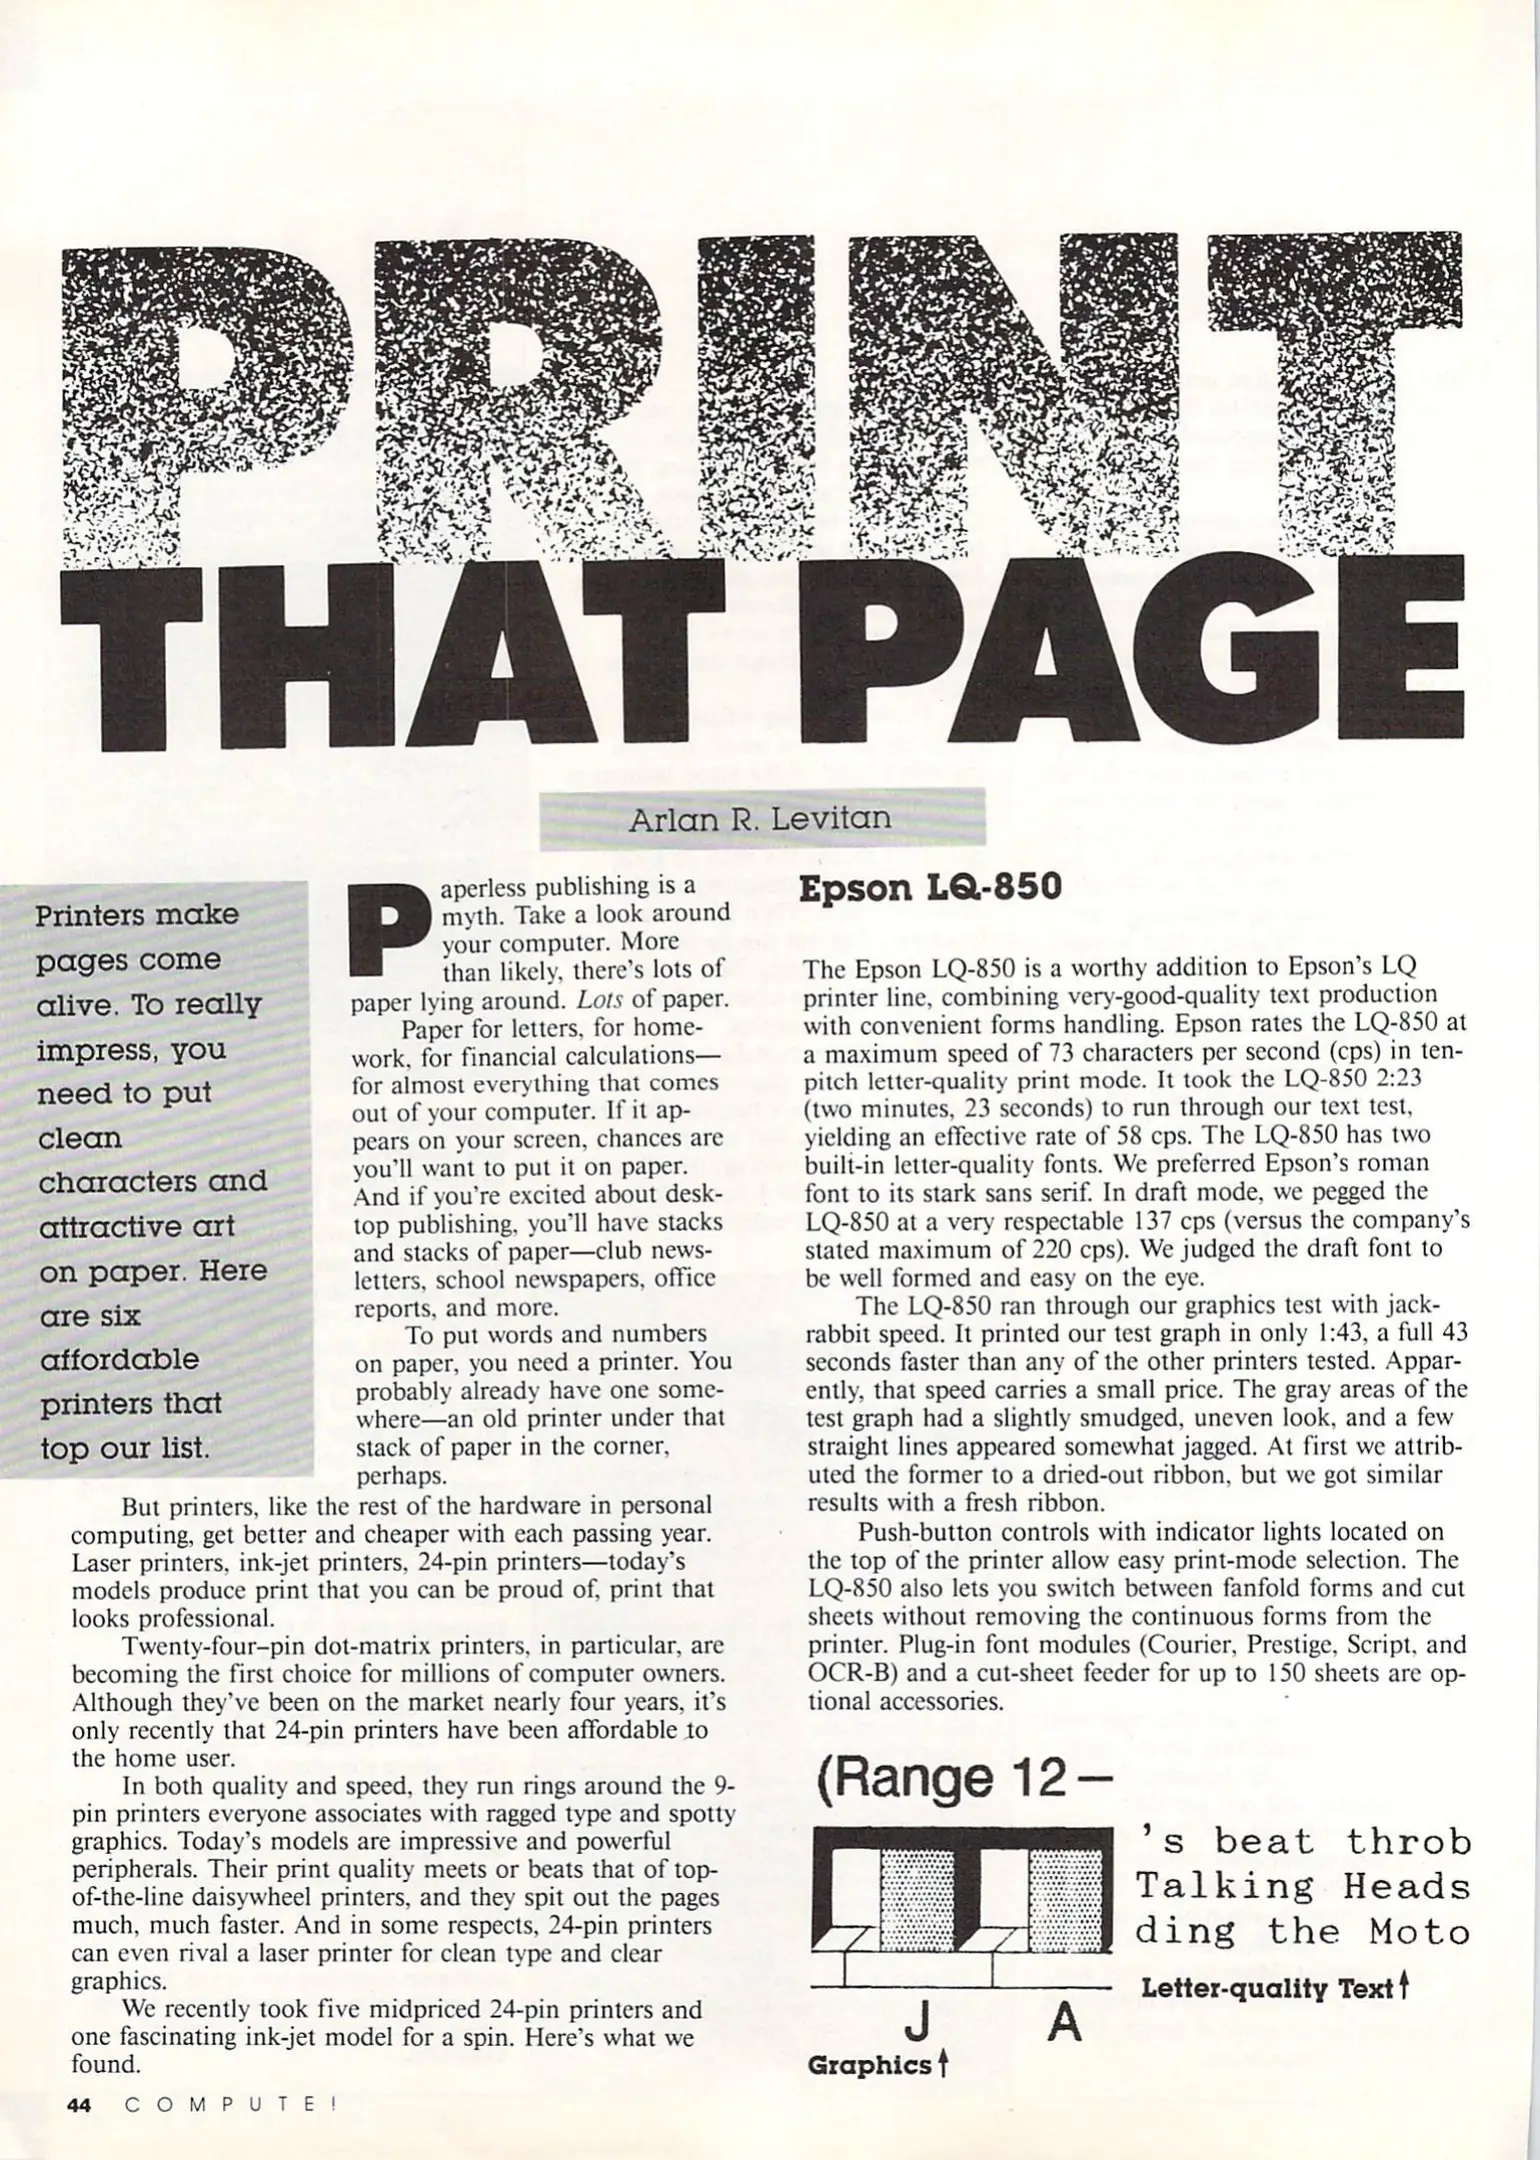 PRINT
THAT PAGE
Arlan R. Levitan
Printers make
pages come
alive. To really
impress, you
need to put
clean
characters and
attractive art
on paper. Here
are six
affordable
printers that
top our list.
Paperless publishing is a
myth. Take a look around
your computer. More
than likely, there's lots of
paper lying around. Lots of paper.
Paper for letters, for home-
work, for financial calculations—
for almost everything that comes
out of your computer. If it ap-
pears on your screen, chances are
you'll want to put it on paper.
And if you're excited about desk-
top publishing, you'll have stacks
and stacks of paper—club news-
letters, school newspapers, office
reports, and more.
To put words and numbers
on paper, you need a printer. You
probably already have one some-
where—an old printer under that
stack of paper in the corner,
perhaps.
But printers, like the rest of the hardware in personal
computing, get better and cheaper with each passing year.
Laser printers, ink-jet printers, 24-pin printers—today's
models produce print that you can be proud of, print that
looks professional.
Twenty-four–pin dot-matrix printers, in particular, are
becoming the first choice for millions of computer owners.
Although they've been on the market nearly four years, it's
only recently that 24-pin printers have been affordable to
the home user.
In both quality and speed, they run rings around the 9-
pin printers everyone associates with ragged type and spotty
graphics. Today's models are impressive and powerful
peripherals. Their print quality meets or beats that of top-
of-the-line daisywheel printers, and they spit out the pages
much, much faster. And in some respects, 24-pin printers
can even rival a laser printer for clean type and clear
graphics.
We recently took five midpriced 24-pin printers and
one fascinating ink-jet model for a spin. Here's what we
found.
Epson LQ-850
The Epson LQ-850 is a worthy addition to Epson's LQ
printer line, combining very-good-quality text production
with convenient forms handling. Epson rates the LQ-850 at
a maximum speed of 73 characters per second (cps) in ten-
pitch letter-quality print mode. It took the LQ-850 2:23
(two minutes, 23 seconds) to run through our text test,
yielding an effective rate of 58 cps. The LQ-850 has two
built-in letter-quality fonts. We preferred Epson's roman
font to its stark sans serif. In draft mode, we pegged the
LQ-850 at a very respectable 137 cps (versus the company's
stated maximum of 220 cps). We judged the draft font to
be well formed and easy on the eye.
The LQ-850 ran through our graphics test with jack-
rabbit speed. It printed our test graph in only 1:43, a full 43
seconds faster than any of the other printers tested. Appar-
ently, that speed carries a small price. The gray areas of the
test graph had a slightly smudged, uneven look, and a few
straight lines appeared somewhat jagged. At first we attrib-
uted the former to a dried-out ribbon, but we got similar
results with a fresh ribbon.
Push-button controls with indicator lights located on
the top of the printer allow easy print-mode selection. The
LQ-850 also lets you switch between fanfold forms and cut
sheets without removing the continuous forms from the
printer. Plug-in font modules (Courier, Prestige, Script, and
OCR-B) and a cut-sheet feeder for up to 150 sheets are op-
tional accessories.
(Range 12–
's beat throb
Talking Heads
ding the Moto
Letter-quality Text↑
J A
Graphics↑
44 COMPUTE!